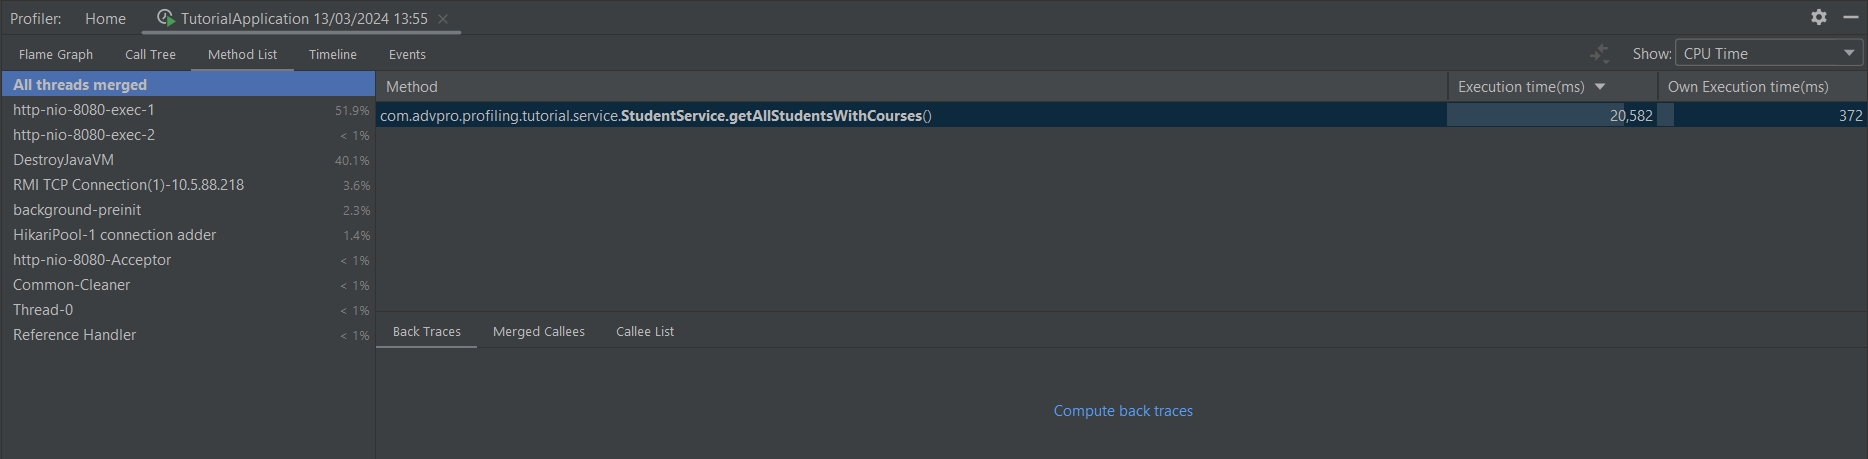 Profiler: Home TutorialApplication 13/03/2024 13:55
Flame Graph Call Tree Method List Timeline Events Show: CPU Time
All threads merged
http-nio-8080-exec-1 51.9%
http-nio-8080-exec-2 < 1%
DestroyJavaVM 40.1%
RMI TCP Connection(1)-10.5.88.218 3.6%
background-preinit 2.3%
HikariPool-1 connection adder 1.4%
http-nio-8080-Acceptor < 1%
Common-Cleaner < 1%
Thread-0 < 1%
Reference Handler < 1%
Method Execution time(ms) Own Execution time(ms)
com.advpro.profiling.tutorial.service.StudentService.getAllStudentsWithCourses() 20,582 372
Back Traces Merged Callees Callee List
Compute back traces